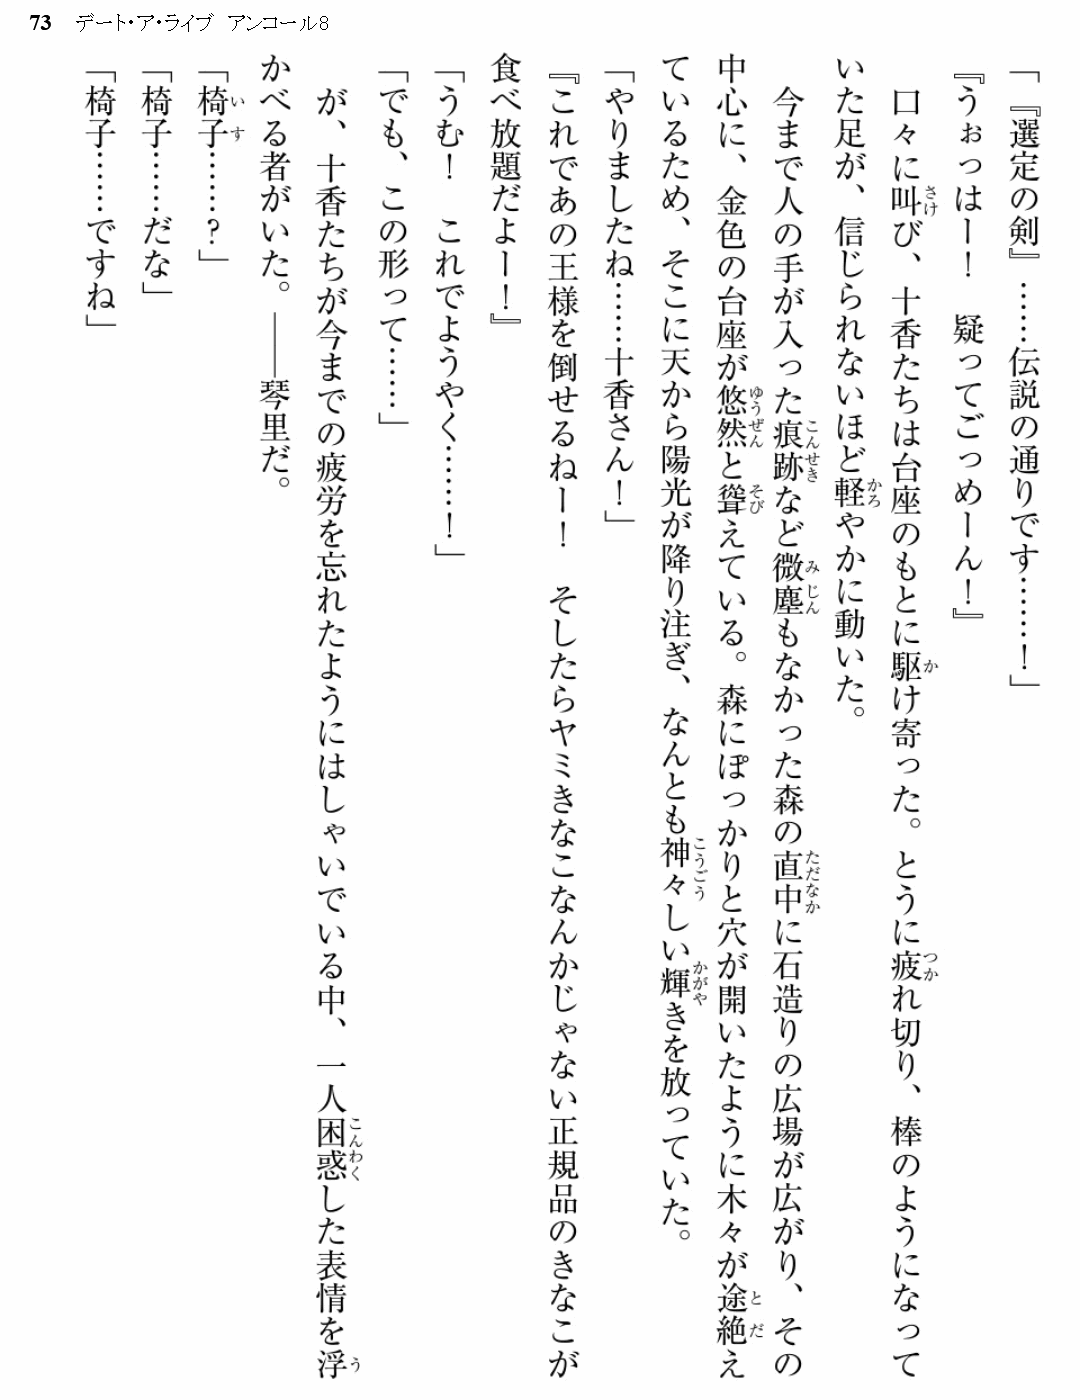 73 デート・ア・ライブ アンコール8
「『選定の剣』……伝説の通りです……！」
『うぉっはー！ 疑ってごっめーん！』
口々に叫び、十香たちは台座のもとに駆け寄った。とうに疲れ切り、棒のようになって
いた足が、信じられないほど軽やかに動いた。
今まで人の手が入った痕跡など微塵もなかった森の直中に石造りの広場が広がり、その
中心に、金色の台座が悠然と聳えている。森にぽっかりと穴が開いたように木々が途絶え
ているため、そこに天から陽光が降り注ぎ、なんとも神々しい輝きを放っていた。
「やりましたね……十香さん！」
『これであの王様を倒せるねー！ そしたらヤミきなこなんかじゃない正規品のきなこが
食べ放題だよー！』
「うむ！ これでようやく……！」
「でも、この形って……」
が、十香たちが今までの疲労を忘れたようにはしゃいでいる中、一人困惑した表情を浮
かべる者がいた。――琴里だ。
「椅子……？」
「椅子……だな」
「椅子……ですね」